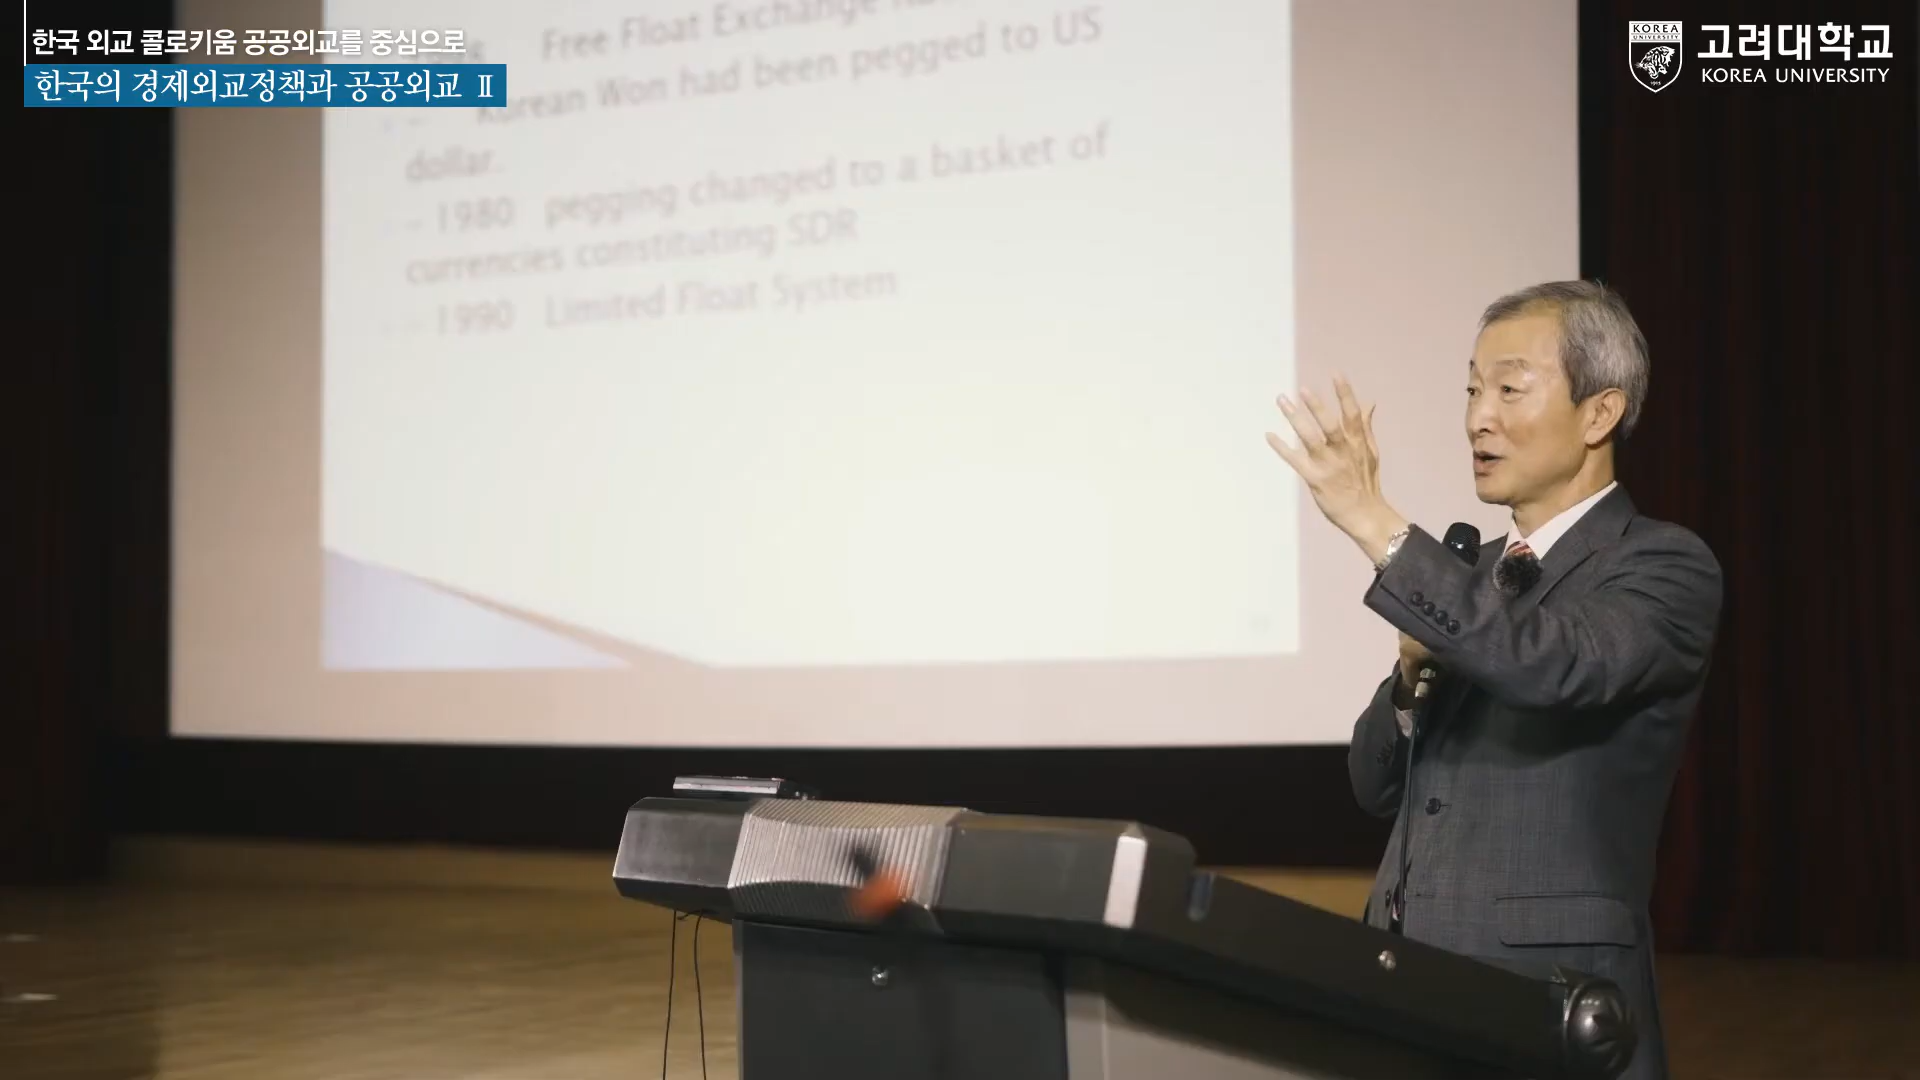 한국 외교 콜로키움 공공외교를 중심으로
한국의 경제외교정책과 공공외교 Ⅱ
KOREA
UNIVERSITY
고려대학교
KOREA UNIVERSITY
Free Float Exchange
- Korean Won had been pegged to US
dollar.
- 1980 pegging changed to a basket of
currencies constituting SDR
- 1990 Limited Float System